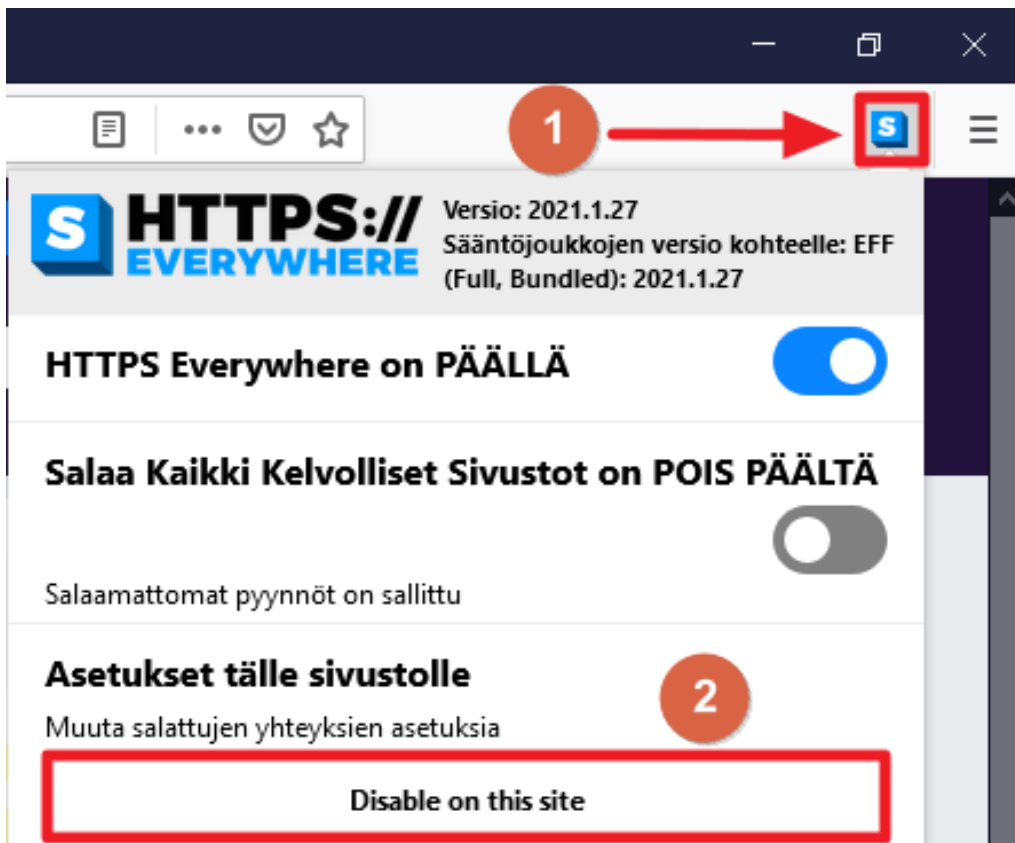 1
S
S HTTPS://
EVERYWHERE
Versio: 2021.1.27
Sääntöjoukkojen versio kohteelle: EFF
(Full, Bundled): 2021.1.27
HTTPS Everywhere on PÄÄLLÄ
Salaa Kaikki Kelvolliset Sivustot on POIS PÄÄLTÄ
Salaamattomat pyynnöt on sallittu
Asetukset tälle sivustolle
2
Muuta salattujen yhteyksien asetuksia
Disable on this site